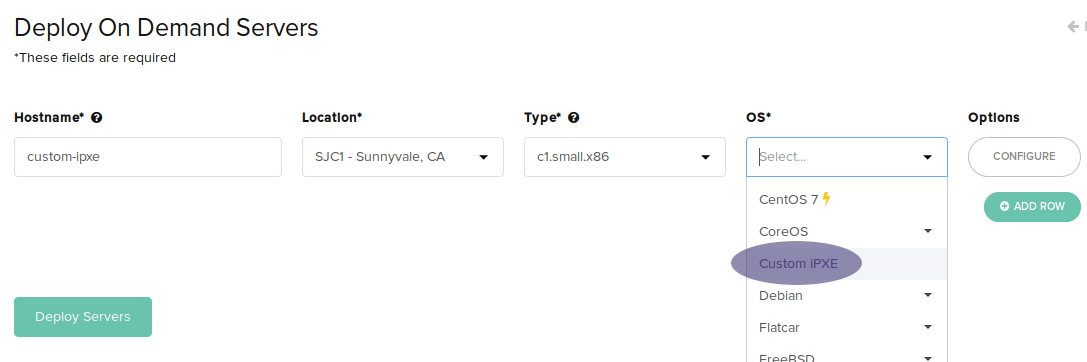 Deploy On Demand Servers
*These fields are required
Hostname* Location* Type* OS* Options
custom-ipxe SJC1 - Sunnyvale, CA c1.small.x86 Select... CONFIGURE
CentOS 7
ADD ROW
CoreOS
Custom iPXE
Debian
Deploy Servers
Flatcar
FreeBSD